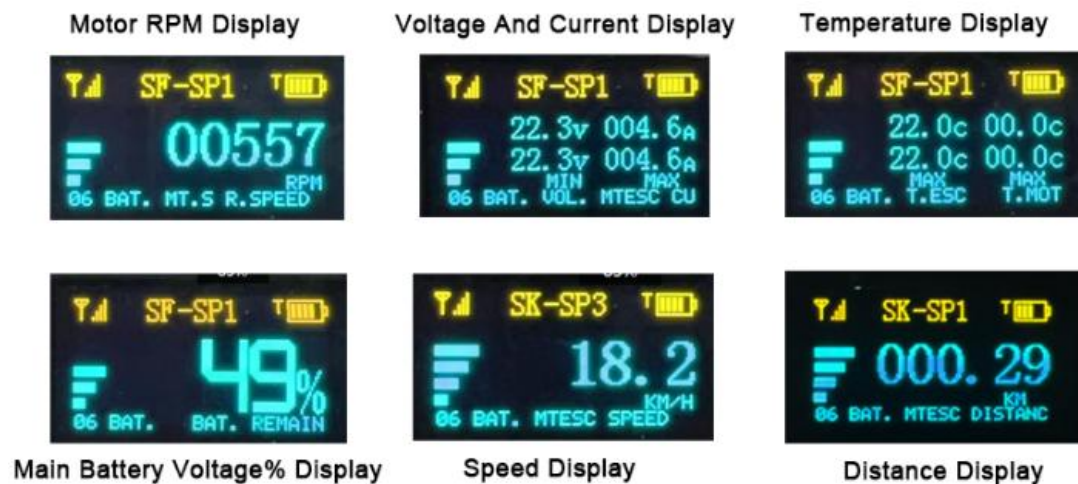 Motor RPM Display
SF-SP1 T
00557
RPM
06 BAT. MT.S R.SPEED
Voltage And Current Display
SF-SP1 T
22.3v 004.6A
22.3v 004.6A
MIN MAX
06 BAT. VOL. MTESC CU
Temperature Display
SF-SP1 T
22.0c 00.0c
22.0c 00.0c
MAX MAX
06 BAT. T.ESC T.MOT
SF-SP1 T
49%
06 BAT. BAT. REMAIN
Main Battery Voltage% Display
SK-SP3 T
18.2
KM/H
06 BAT. MTESC SPEED
Speed Display
SK-SP1 T
000.29
KM
06 BAT. MTESC DISTANC
Distance Display